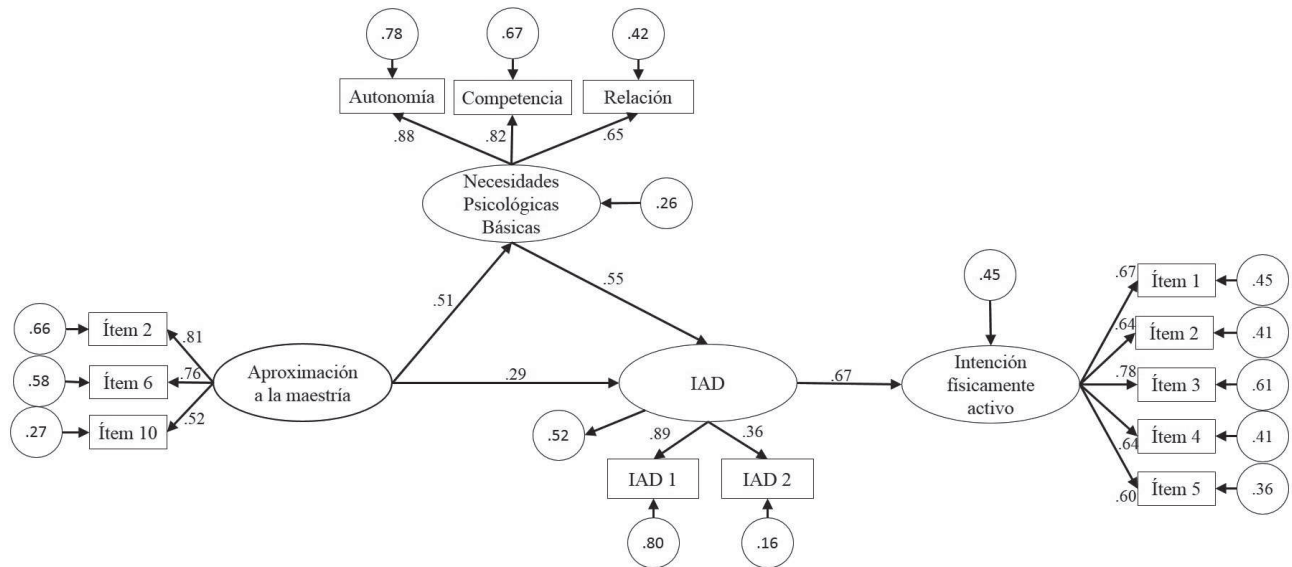 .78
.67
.42
Autonomía
Competencia
Relación
.88
.82
.65
Necesidades
Psicológicas
Básicas
.26
.51
.55
.45
.66
Ítem 2
.81
.58
Ítem 6
.76
.27
Ítem 10
.52
Aproximación
a la maestría
.29
IAD
.67
Intención
físicamente
activo
.52
.89
.36
IAD 1
IAD 2
.80
.16
.67
Ítem 1
.45
.64
Ítem 2
.41
.78
Ítem 3
.61
.64
Ítem 4
.41
.60
Ítem 5
.36